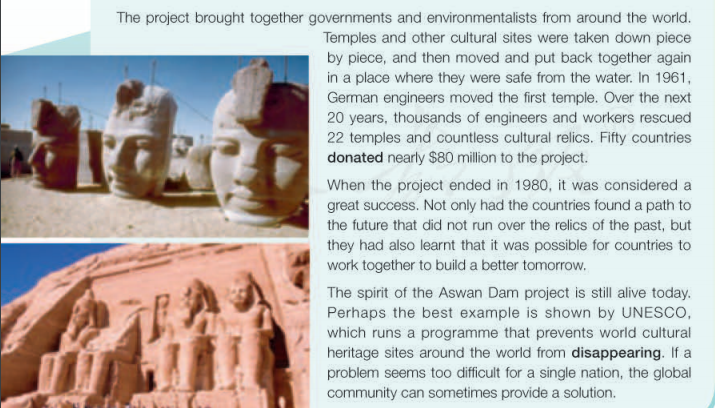 The project brought together governments and environmentalists from around the world.
Temples and other cultural sites were taken down piece
by piece, and then moved and put back together again
in a place where they were safe from the water. In 1961,
German engineers moved the first temple. Over the next
20 years, thousands of engineers and workers rescued
22 temples and countless cultural relics. Fifty countries
donated nearly $80 million to the project.
When the project ended in 1980, it was considered a
great success. Not only had the countries found a path to
the future that did not run over the relics of the past, but
they had also learnt that it was possible for countries to
work together to build a better tomorrow.
The spirit of the Aswan Dam project is still alive today.
Perhaps the best example is shown by UNESCO,
which runs a programme that prevents world cultural
heritage sites around the world from disappearing. If a
problem seems too difficult for a single nation, the global
community can sometimes provide a solution.